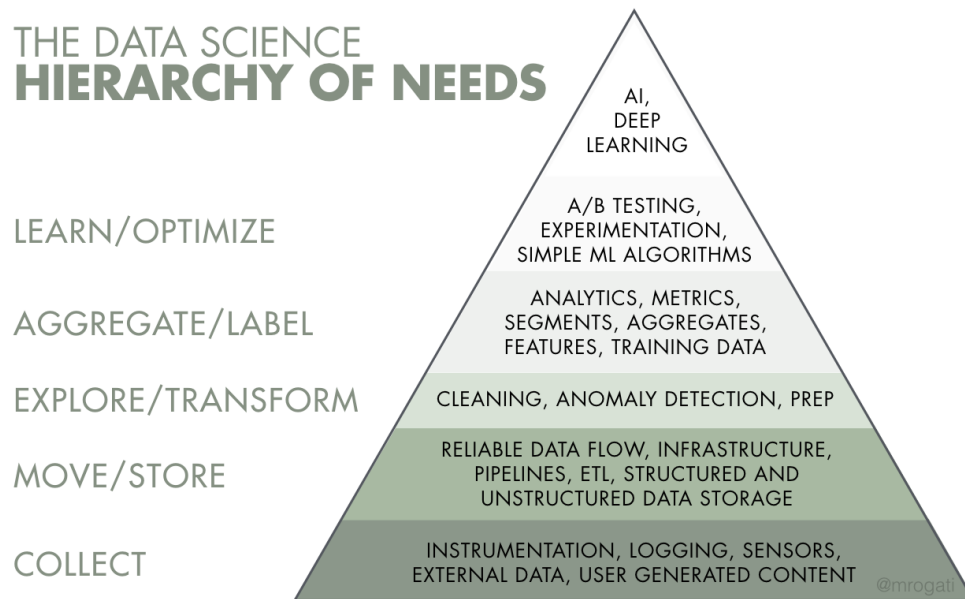 THE DATA SCIENCE
HIERARCHY OF NEEDS
AI,
DEEP
LEARNING
LEARN/OPTIMIZE
A/B TESTING,
EXPERIMENTATION,
SIMPLE ML ALGORITHMS
AGGREGATE/LABEL
ANALYTICS, METRICS,
SEGMENTS, AGGREGATES,
FEATURES, TRAINING DATA
EXPLORE/TRANSFORM
CLEANING, ANOMALY DETECTION, PREP
MOVE/STORE
RELIABLE DATA FLOW, INFRASTRUCTURE,
PIPELINES, ETL, STRUCTURED AND
UNSTRUCTURED DATA STORAGE
COLLECT
INSTRUMENTATION, LOGGING, SENSORS,
EXTERNAL DATA, USER GENERATED CONTENT
@mrogati